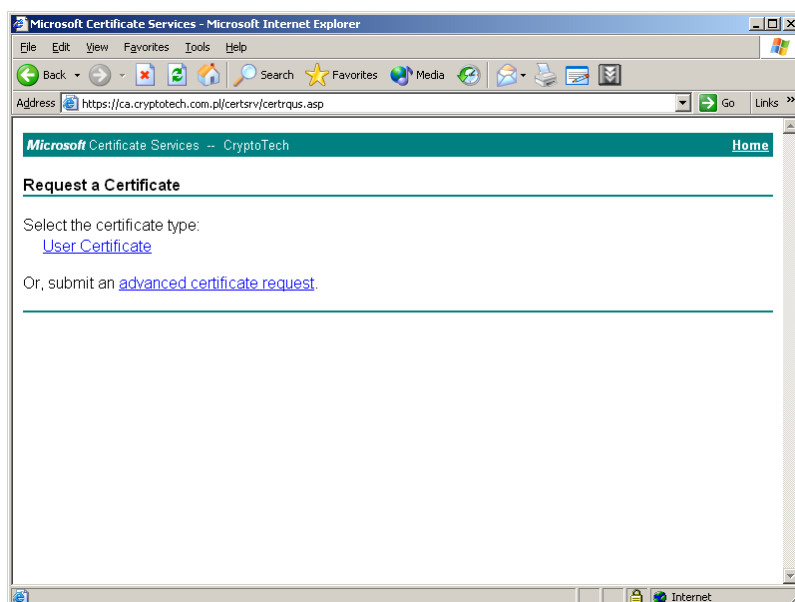 Microsoft Certificate Services - Microsoft Internet Explorer
File Edit View Favorites Tools Help
Back Search Favorites Media
Address https://ca.cryptotech.com.pl/certsrv/certrqus.asp Go Links »
Microsoft Certificate Services -- CryptoTech Home
Request a Certificate
Select the certificate type:
User Certificate
Or, submit an advanced certificate request.
Internet